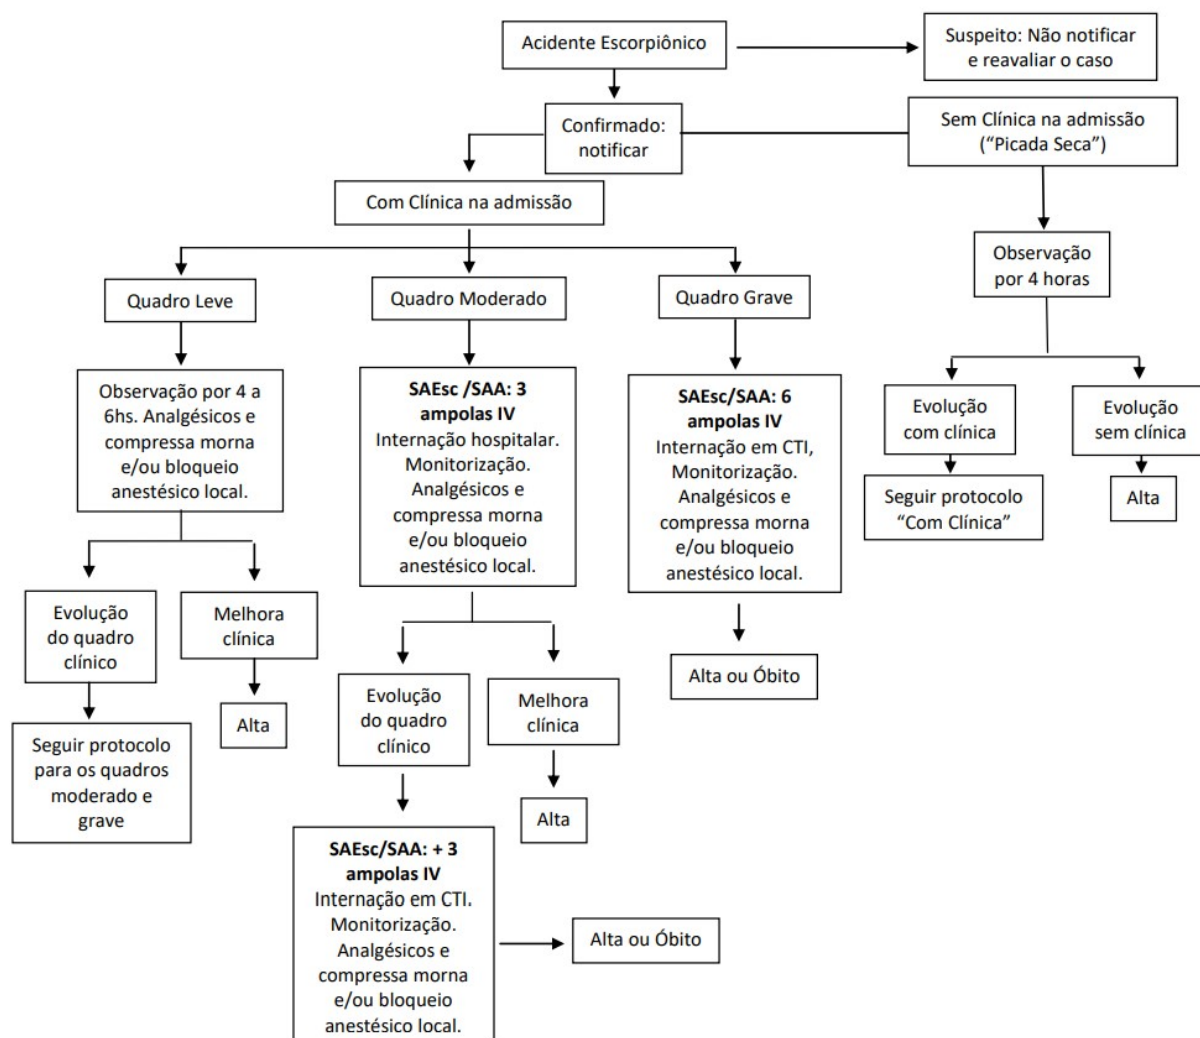 Acidente Escorpiônico
Suspeito: Não notificar
e reavaliar o caso
Confirmado:
notificar
Sem Clínica na admissão
(“Picada Seca”)
Com Clínica na admissão
Observação
por 4 horas
Quadro Leve
Quadro Moderado
Quadro Grave
Observação por 4 a
6hs. Analgésicos e
compressa morna
e/ou bloqueio
anestésico local.
SAEsc /SAA: 3
ampolas IV
Internação hospitalar.
Monitorização.
Analgésicos e
compressa morna
e/ou bloqueio
anestésico local.
SAEsc/SAA: 6
ampolas IV
Internação em CTI,
Monitorização.
Analgésicos e
compressa morna
e/ou bloqueio
anestésico local.
Evolução
com clínica
Evolução
sem clínica
Seguir protocolo
“Com Clínica”
Alta
Evolução
do quadro
clínico
Melhora
clínica
Seguir protocolo
para os quadros
moderado e
grave
Alta
Evolução
do quadro
clínico
Melhora
clínica
Alta ou Óbito
Alta
SAEsc/SAA: + 3
ampolas IV
Internação em CTI.
Monitorização.
Analgésicos e
compressa morna
e/ou bloqueio
anestésico local.
Alta ou Óbito